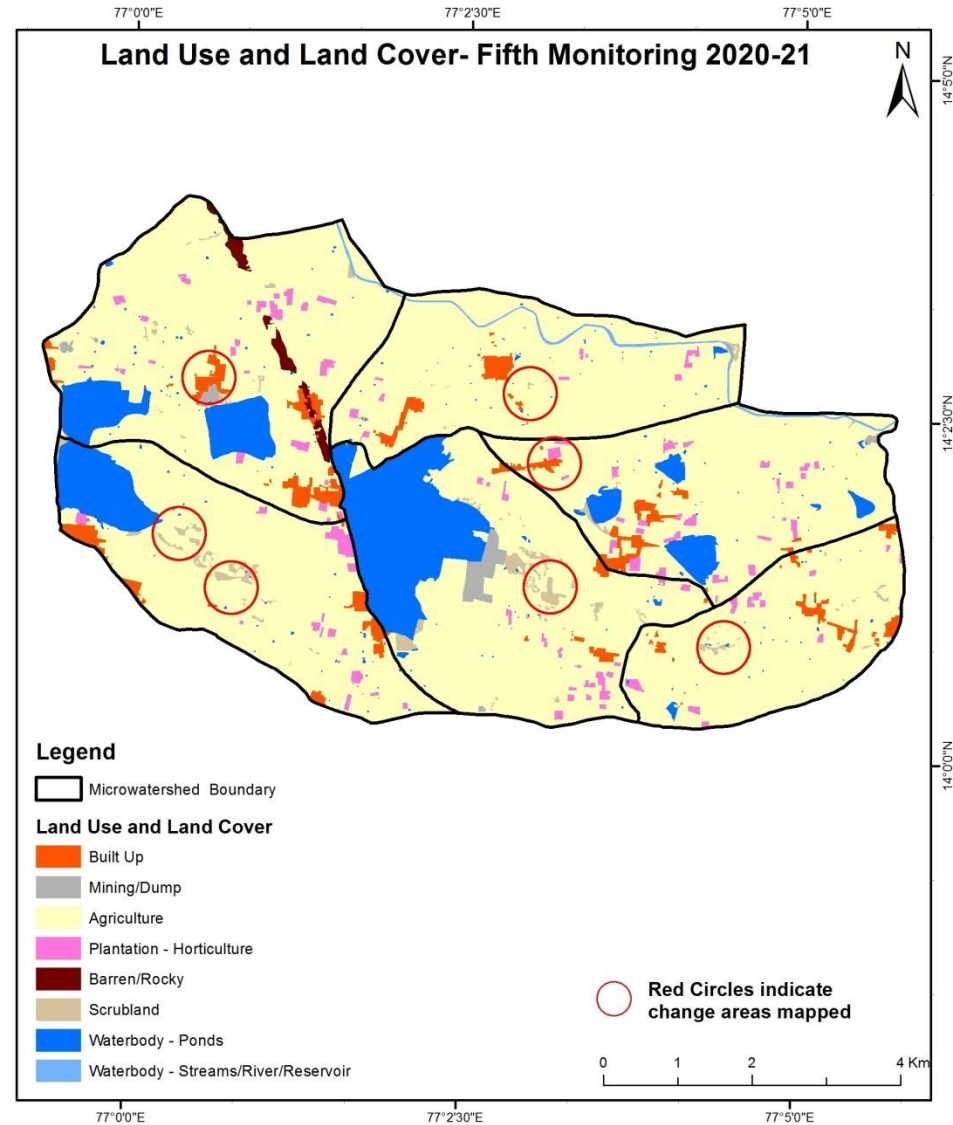 77°0'0"E 77°2'30"E 77°5'0"E
Land Use and Land Cover- Fifth Monitoring 2020-21
N
14°5'0"N
14°2'30"N
14°0'0"N
Legend
Microwatershed Boundary
Land Use and Land Cover
Built Up
Mining/Dump
Agriculture
Plantation - Horticulture
Barren/Rocky
Scrubland
Waterbody - Ponds
Waterbody - Streams/River/Reservoir
Red Circles indicate
change areas mapped
0 1 2 4 Km
77°0'0"E 77°2'30"E 77°5'0"E